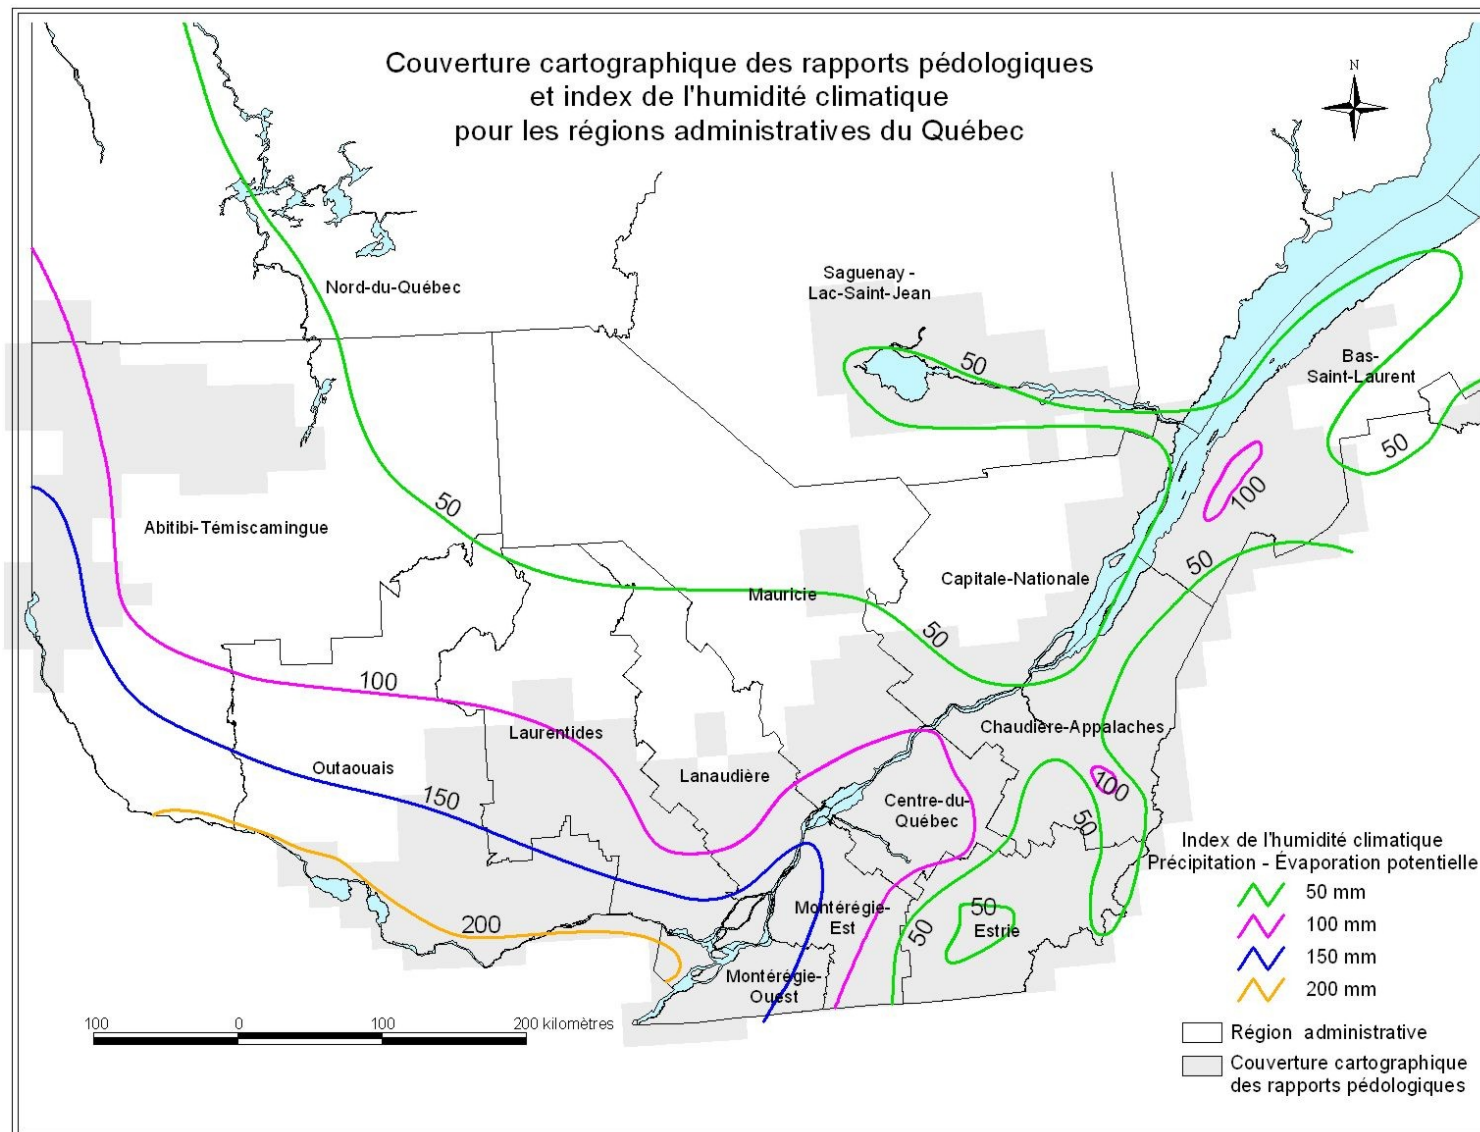 Couverture cartographique des rapports pédologiques
et index de l'humidité climatique
pour les régions administratives du Québec
N
Saguenay -
Lac-Saint-Jean
Nord-du-Québec
50
Bas-
Saint-Laurent
50
100
50
Abitibi-Témiscamingue
50
Capitale-Nationale
Mauricie
50
100
Laurentides
Chaudière-Appalaches
Outaouais
Lanaudière
150
100
Centre-du-
Québec
50
200
Montérégie-
Est
50
50
Estrie
Montérégie-
Ouest
Index de l'humidité climatique
Précipitation - Évaporation potentielle
50 mm
100 mm
150 mm
200 mm
100 0 100 200 kilomètres
Région administrative
Couverture cartographique
des rapports pédologiques